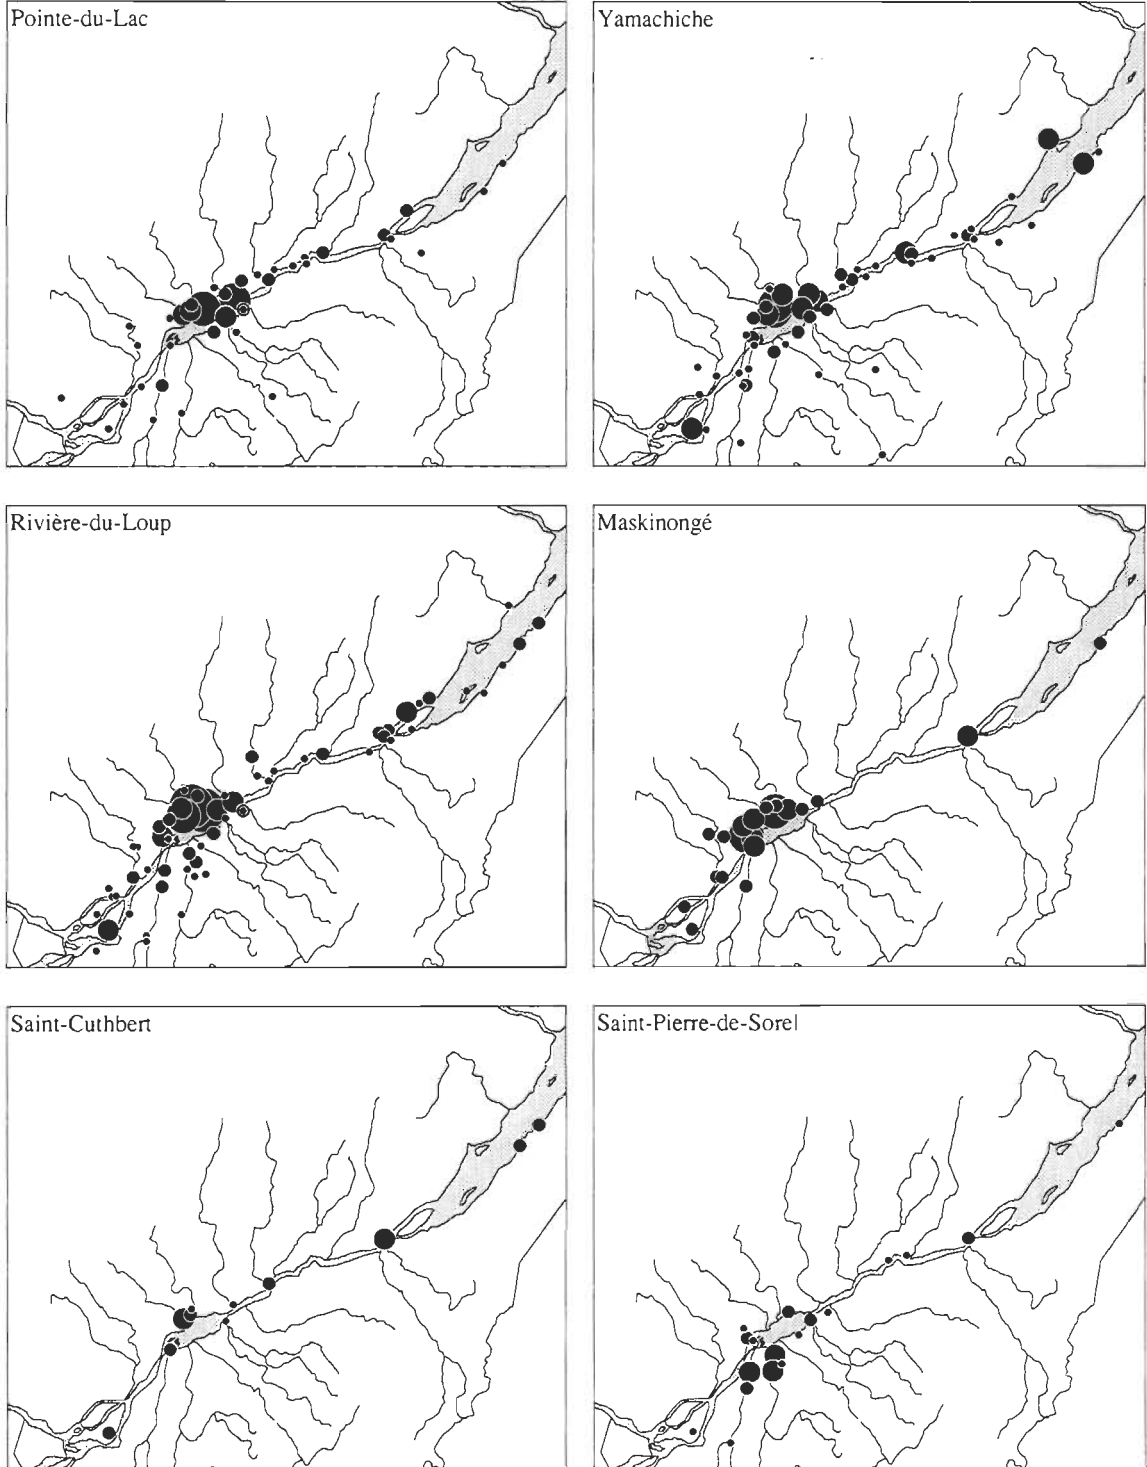 Pointe-du-Lac
Yamachiche
Rivière-du-Loup
Maskinongé
Saint-Cuthbert
Saint-Pierre-de-Sorel